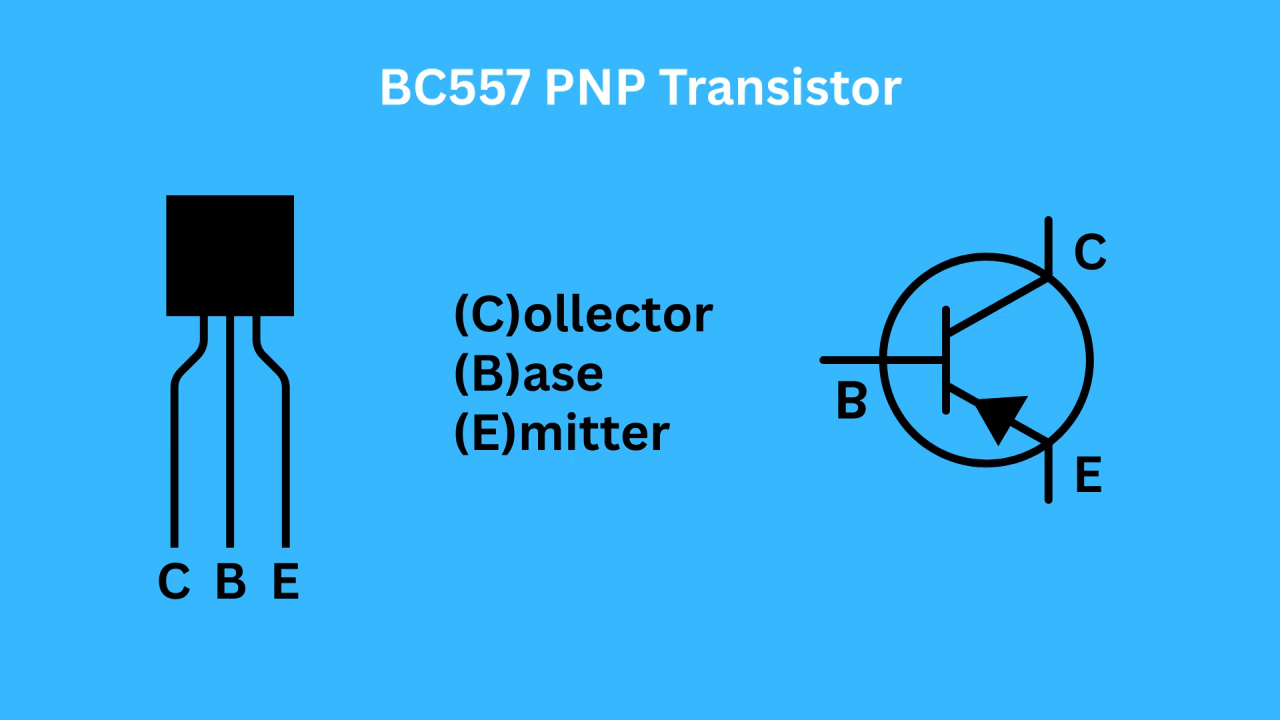 BC557 PNP Transistor
C B E
(C)ollector
(B)ase
(E)mitter
C
B
E